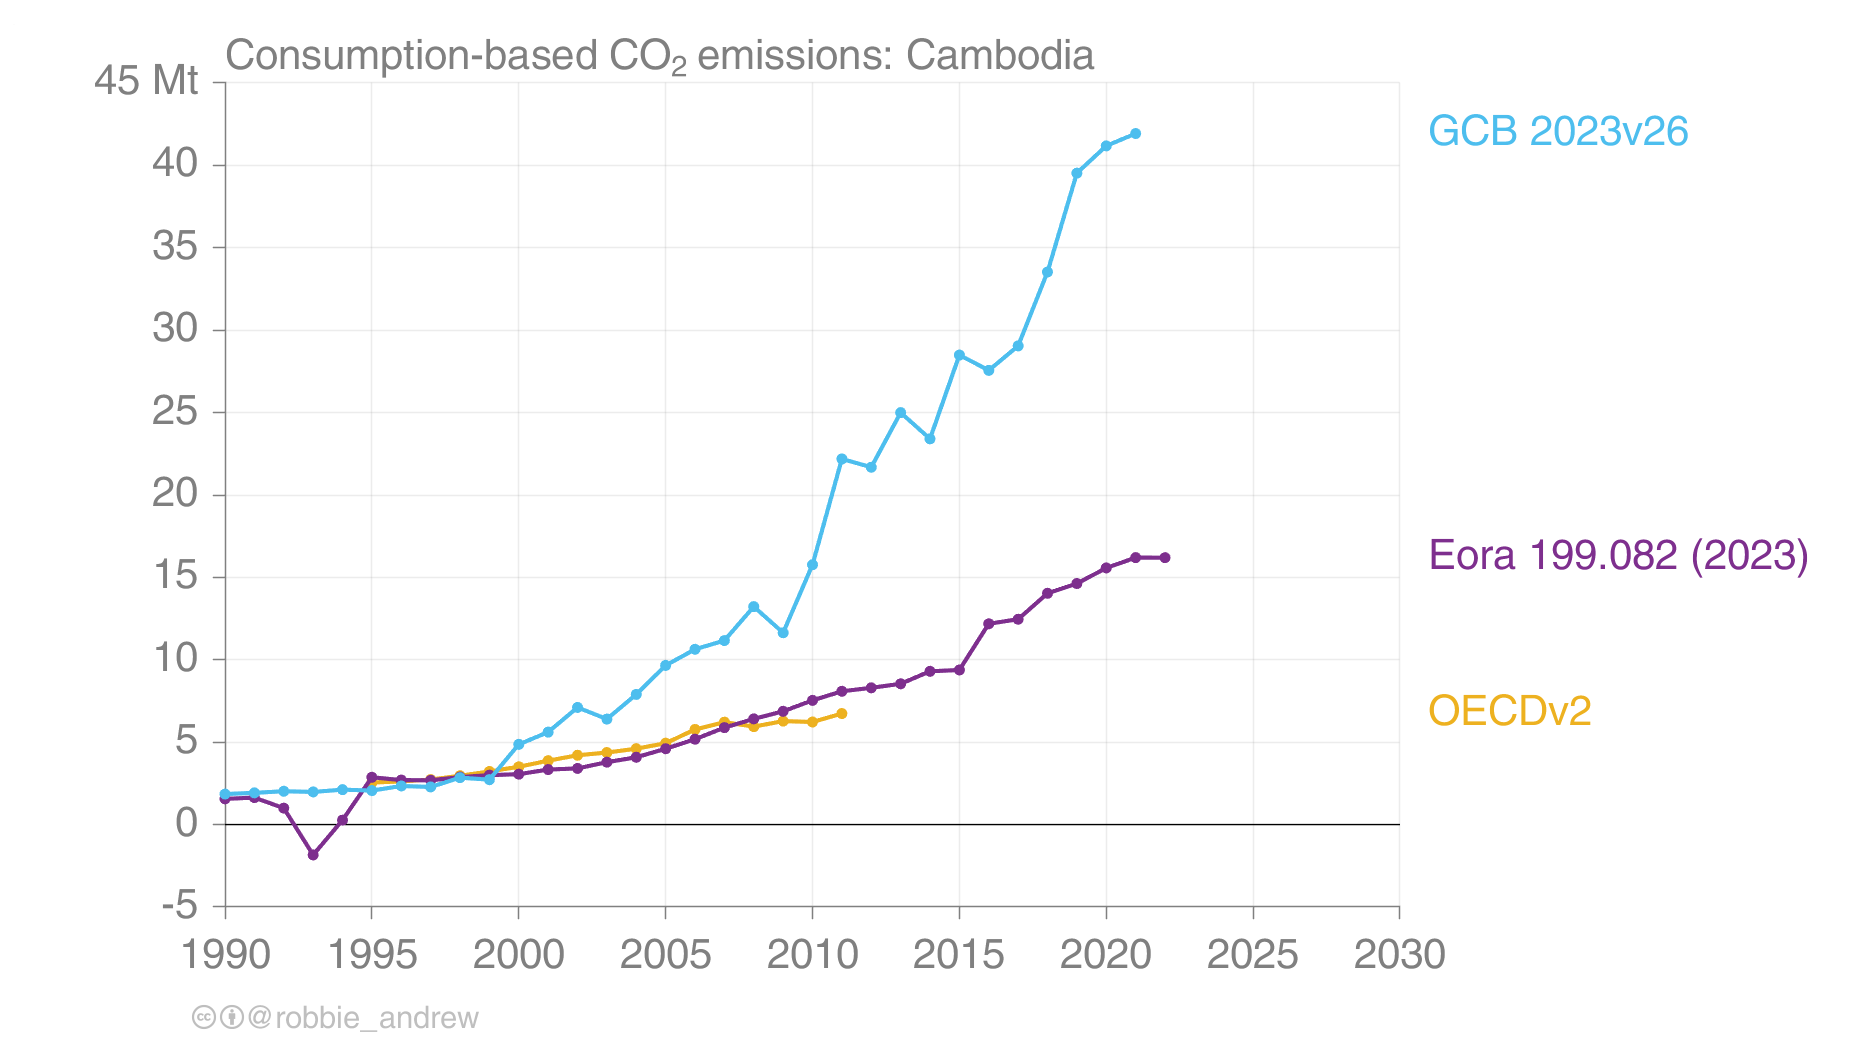 Consumption-based CO₂ emissions: Cambodia
45 Mt
40
35
30
25
20
15
10
5
0
-5
1990 1995 2000 2005 2010 2015 2020 2025 2030
GCB 2023v26
Eora 199.082 (2023)
OECDv2
cc @robbie_andrew